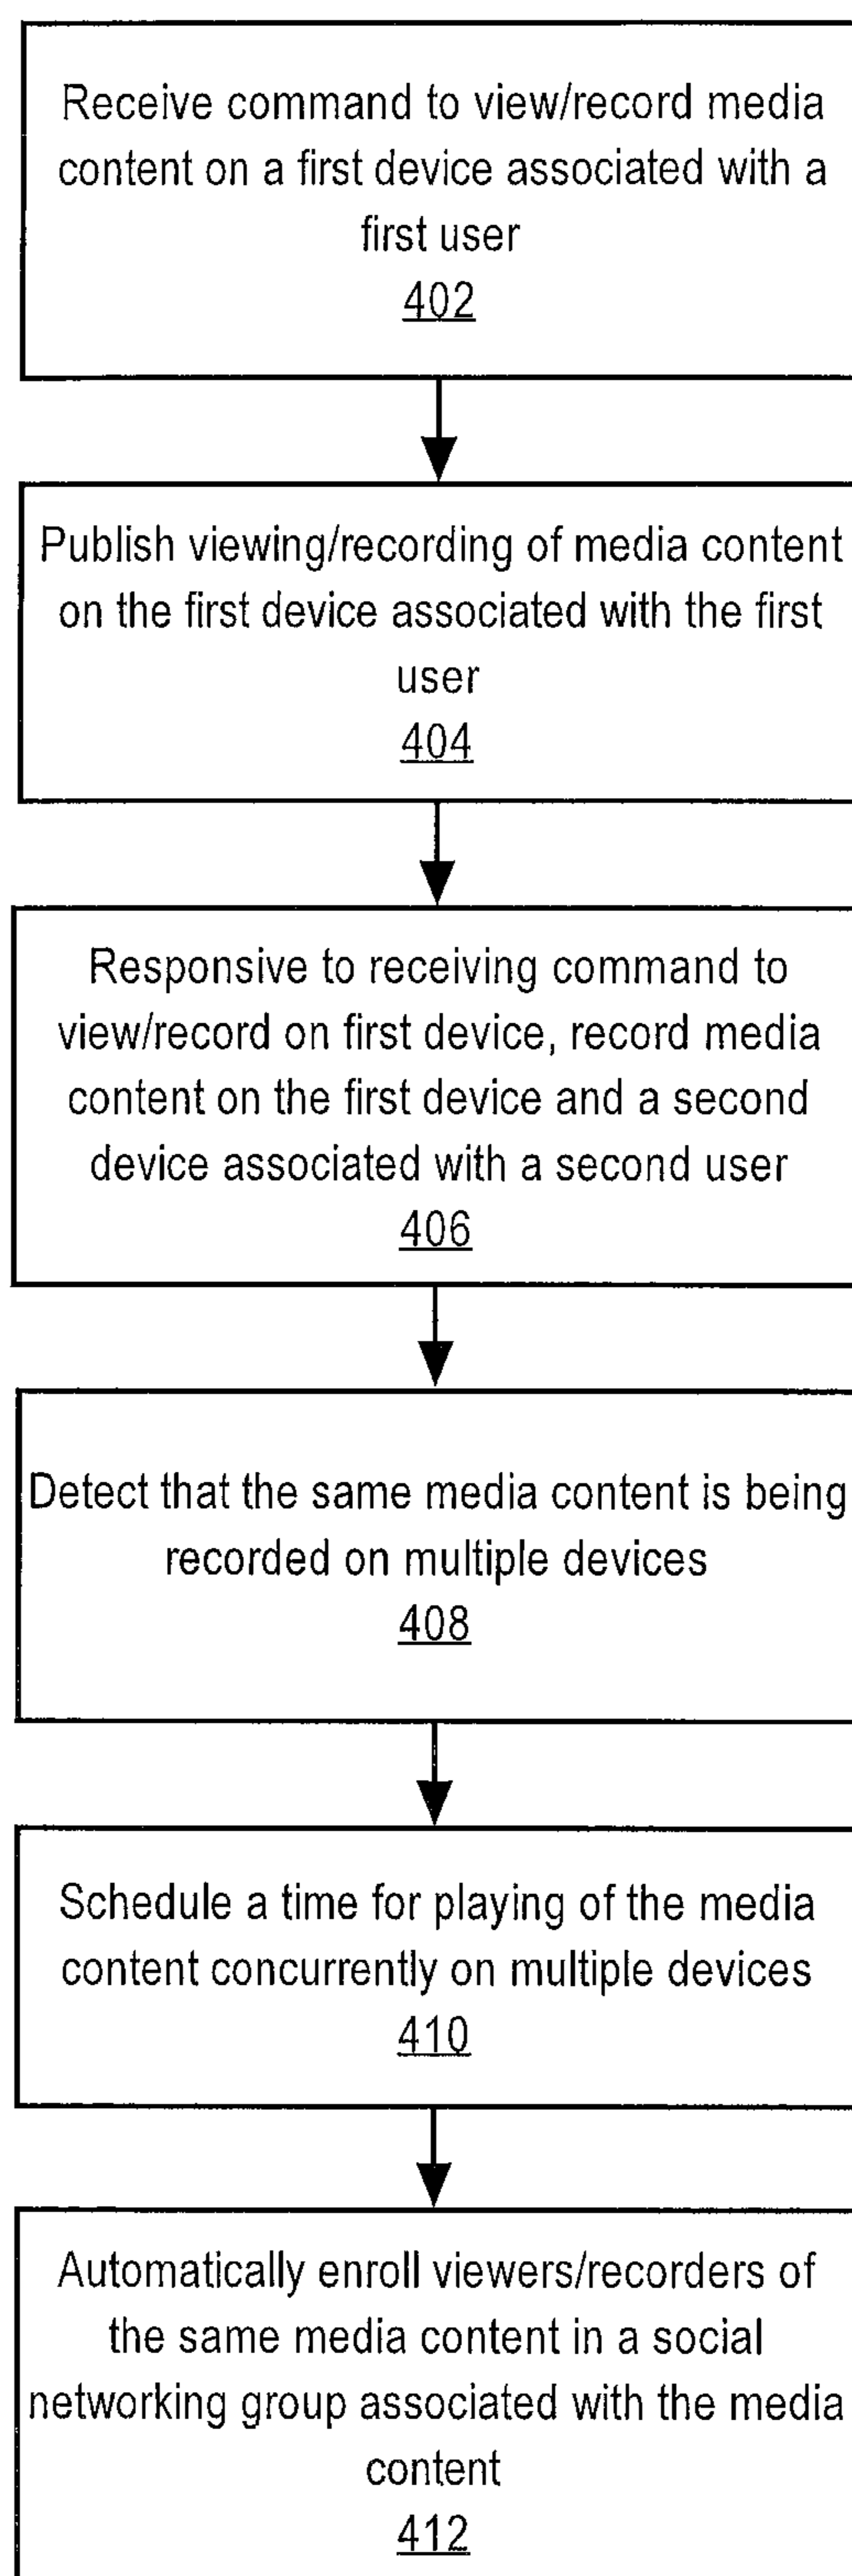 Receive command to view/record media
content on a first device associated with a
first user
402
Publish viewing/recording of media content
on the first device associated with the first
user
404
Responsive to receiving command to
view/record on first device, record media
content on the first device and a second
device associated with a second user
406
Detect that the same media content is being
recorded on multiple devices
408
Schedule a time for playing of the media
content concurrently on multiple devices
410
Automatically enroll viewers/recorders of
the same media content in a social
networking group associated with the media
content
412